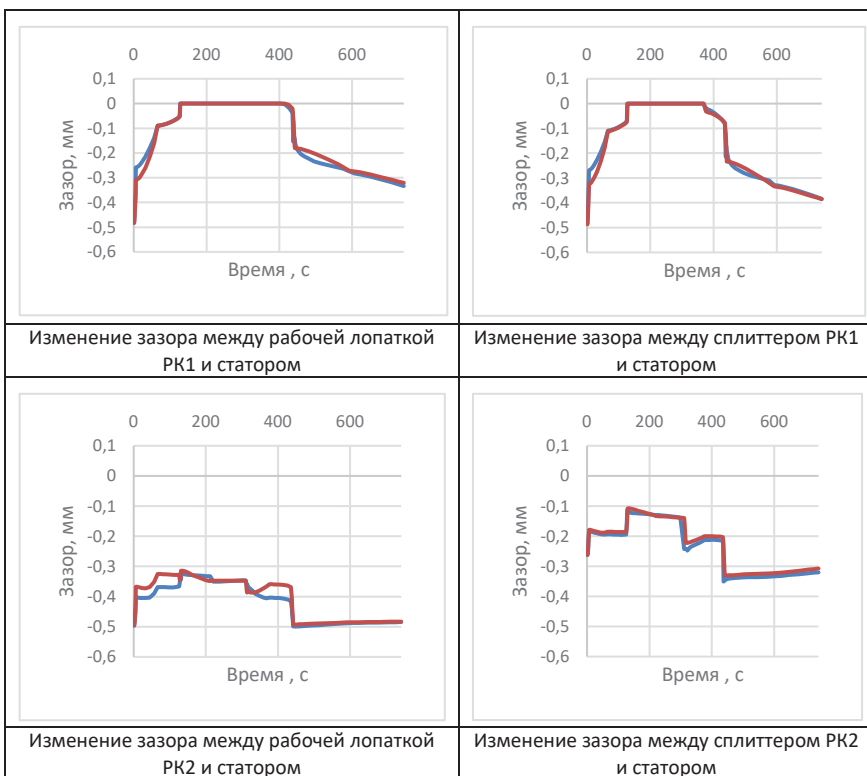 0 200 400 600
0,1
0
-0,1
-0,2
-0,3
-0,4
-0,5
-0,6
Зазор, мм
Время , с
Изменение зазора между рабочей лопаткой
РК1 и статором
0 200 400 600
0,1
0
-0,1
-0,2
-0,3
-0,4
-0,5
-0,6
Зазор, мм
Время , с
Изменение зазора между сплиттером РК1
и статором
0 200 400 600
0,1
0
-0,1
-0,2
-0,3
-0,4
-0,5
-0,6
Зазор, мм
Время , с
Изменение зазора между рабочей лопаткой
РК2 и статором
0 200 400 600
0,1
0
-0,1
-0,2
-0,3
-0,4
-0,5
-0,6
Зазор, мм
Время , с
Изменение зазора между сплиттером РК2
и статором